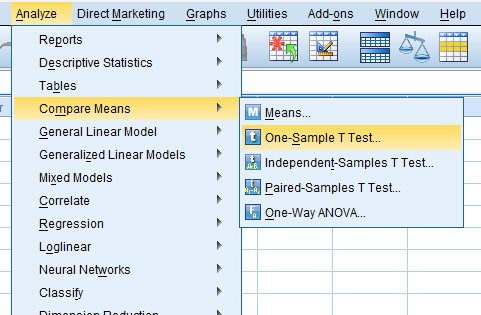 Analyze Direct Marketing Graphs Utilities Add-ons Window Help
Reports
Descriptive Statistics
Tables
Compare Means
General Linear Model
Generalized Linear Models
Mixed Models
Correlate
Regression
Loglinear
Neural Networks
Classify
Dimension Reduction
Means...
One-Sample T Test...
Independent-Samples T Test...
Paired-Samples T Test...
One-Way ANOVA...